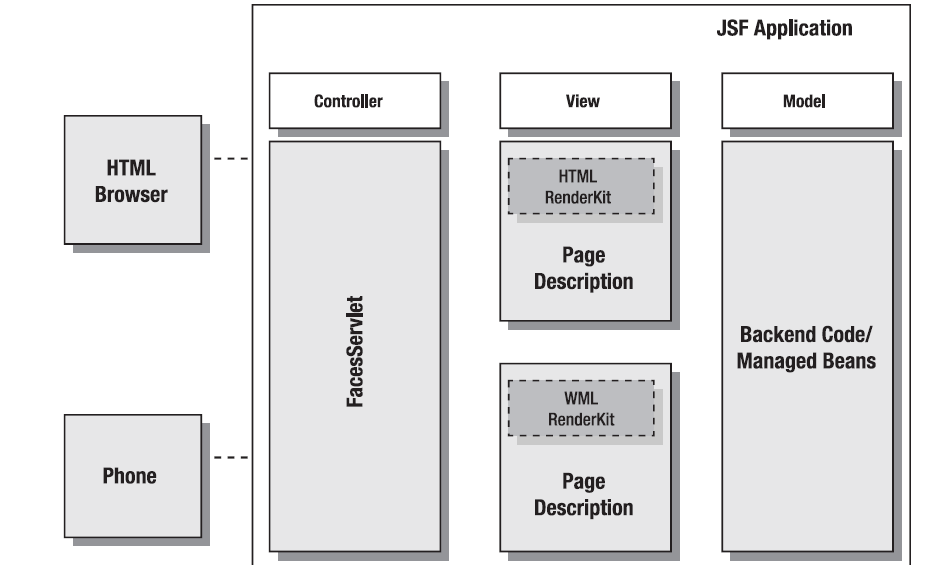 JSF Application
Controller
View
Model
HTML
Browser
HTML
RenderKit
Page
Description
FacesServlet
Backend Code/
Managed Beans
WML
RenderKit
Phone
Page
Description